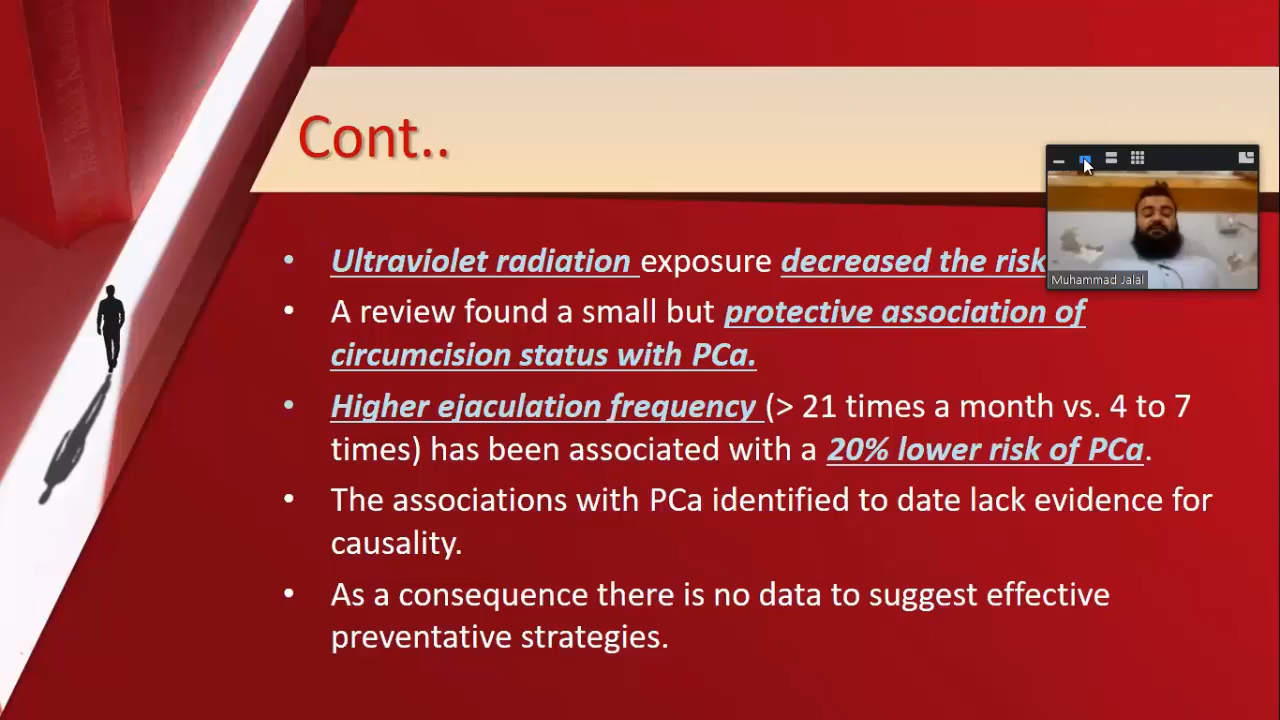 Cont..
• Ultraviolet radiation exposure decreased the risk
• A review found a small but protective association of
circumcision status with PCa.
• Higher ejaculation frequency (> 21 times a month vs. 4 to 7
times) has been associated with a 20% lower risk of PCa.
• The associations with PCa identified to date lack evidence for
causality.
• As a consequence there is no data to suggest effective
preventative strategies.
Muhammad Jalal